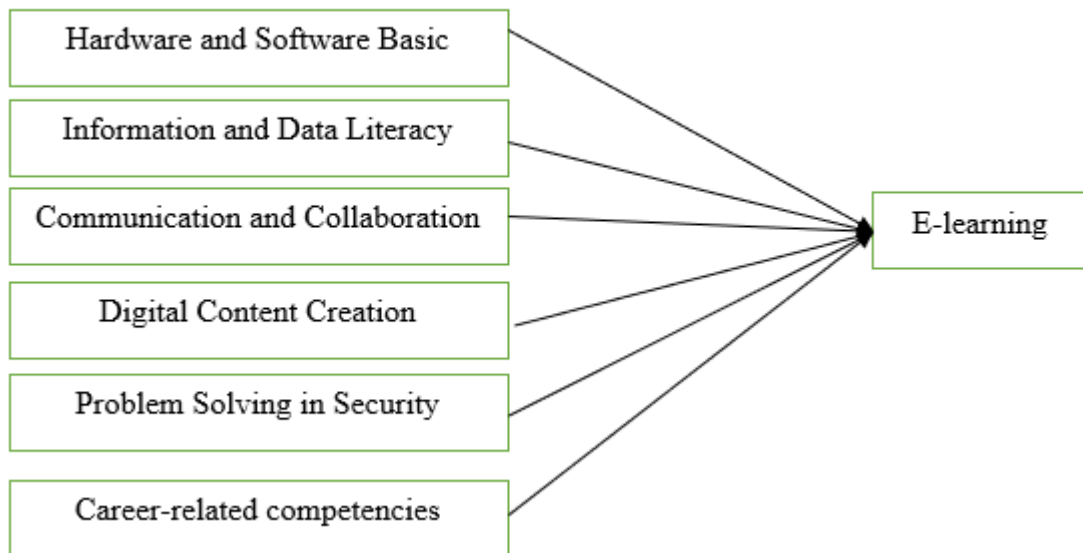 Hardware and Software Basic
Information and Data Literacy
Communication and Collaboration
E-learning
Digital Content Creation
Problem Solving in Security
Career-related competencies